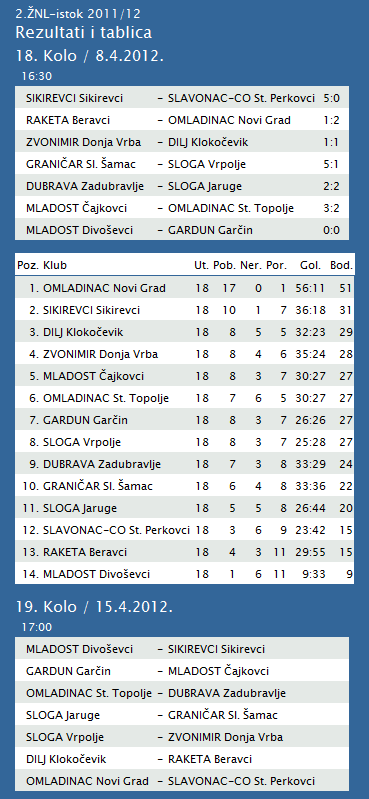 2.ŽNL-istok 2011/12
Rezultati i tablica
18. Kolo / 8.4.2012.
16:30
SIKIREVCI Sikirevci - SLAVONAC-CO St. Perkovci 5:0
RAKETA Beravci - OMLADINAC Novi Grad 1:2
ZVONIMIR Donja Vrba - DILJ Klokočevik 1:1
GRANIČAR Sl. Šamac - SLOGA Vrpolje 5:1
DUBRAVA Zadubravlje - SLOGA Jaruge 2:2
MLADOST Čajkovci - OMLADINAC St. Topolje 3:2
MLADOST Divoševci - GARDUN Garčin 0:0
Poz. Klub Ut. Pob. Ner. Por. Gol. Bod.
1. OMLADINAC Novi Grad 18 17 0 1 56:11 51
2. SIKIREVCI Sikirevci 18 10 1 7 36:18 31
3. DILJ Klokočevik 18 8 5 5 32:23 29
4. ZVONIMIR Donja Vrba 18 8 4 6 35:24 28
5. MLADOST Čajkovci 18 8 3 7 30:27 27
6. OMLADINAC St. Topolje 18 7 6 5 30:27 27
7. GARDUN Garčin 18 8 3 7 26:26 27
8. SLOGA Vrpolje 18 8 3 7 25:28 27
9. DUBRAVA Zadubravlje 18 7 3 8 33:29 24
10. GRANIČAR Sl. Šamac 18 6 4 8 33:36 22
11. SLOGA Jaruge 18 5 5 8 26:44 20
12. SLAVONAC-CO St. Perkovci 18 3 6 9 23:42 15
13. RAKETA Beravci 18 4 3 11 29:55 15
14. MLADOST Divoševci 18 1 6 11 9:33 9
19. Kolo / 15.4.2012.
17:00
MLADOST Divoševci - SIKIREVCI Sikirevci
GARDUN Garčin - MLADOST Čajkovci
OMLADINAC St. Topolje - DUBRAVA Zadubravlje
SLOGA Jaruge - GRANIČAR Sl. Šamac
SLOGA Vrpolje - ZVONIMIR Donja Vrba
DILJ Klokočevik - RAKETA Beravci
OMLADINAC Novi Grad - SLAVONAC-CO St. Perkovci